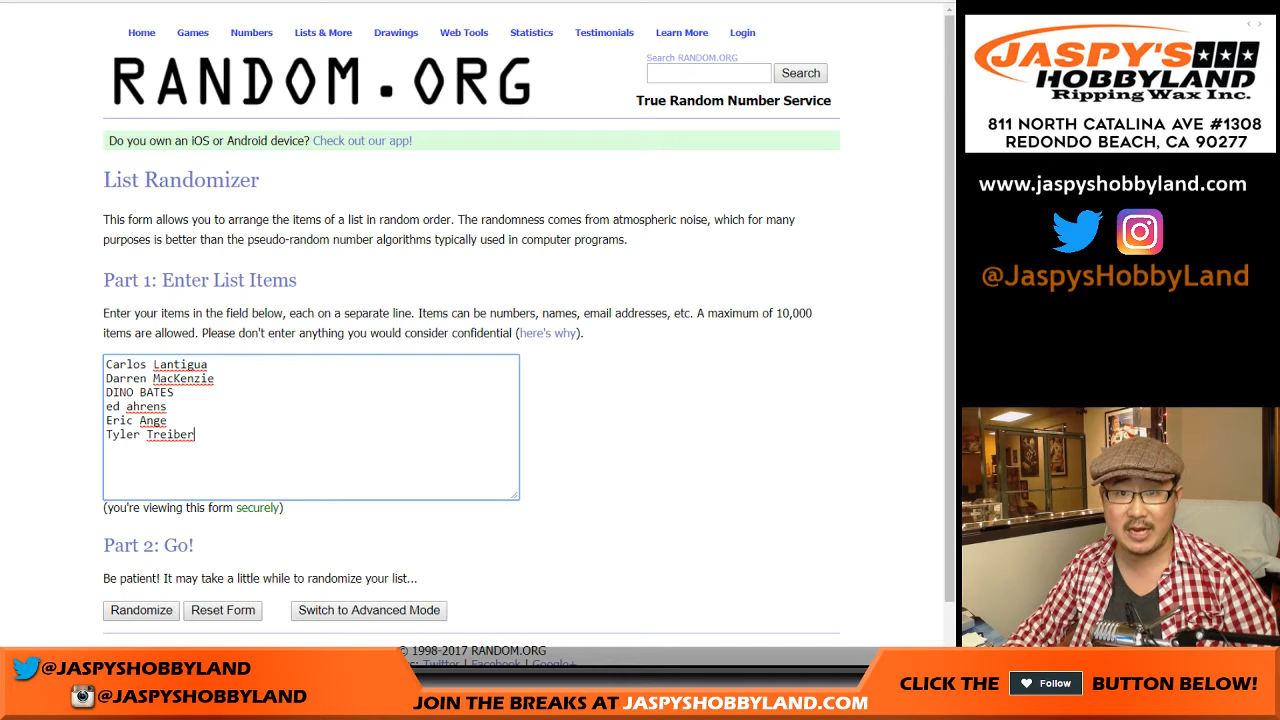 Home Games Numbers Lists & More Drawings Web Tools Statistics Testimonials Learn More Login
RANDOM.ORG
Search RANDOM.ORG
Search
True Random Number Service
Do you own an iOS or Android device? Check out our app!
List Randomizer
This form allows you to arrange the items of a list in random order. The randomness comes from atmospheric noise, which for many
purposes is better than the pseudo-random number algorithms typically used in computer programs.
Part 1: Enter List Items
Enter your items in the field below, each on a separate line. Items can be numbers, names, email addresses, etc. A maximum of 10,000
items are allowed. Please don't enter anything you would consider confidential (here's why).
Carlos Lantigua
Darren MacKenzie
DINO BATES
ed ahrens
Eric Ange
Tyler Treiber
(you're viewing this form securely)
Part 2: Go!
Be patient! It may take a little while to randomize your list...
Randomize Reset Form Switch to Advanced Mode
© 1998-2017 RANDOM.ORG
Twitter | Facebook | Google+
JASPY'S
HOBBYLAND
Ripping Wax Inc.
811 NORTH CATALINA AVE #1308
REDONDO BEACH, CA 90277
www.jaspyshobbyland.com
@JaspysHobbyLand
@JASPYSHOBBYLAND
@JASPYSHOBBYLAND
JOIN THE BREAKS AT JASPYSHOBBYLAND.COM
CLICK THE Follow BUTTON BELOW!